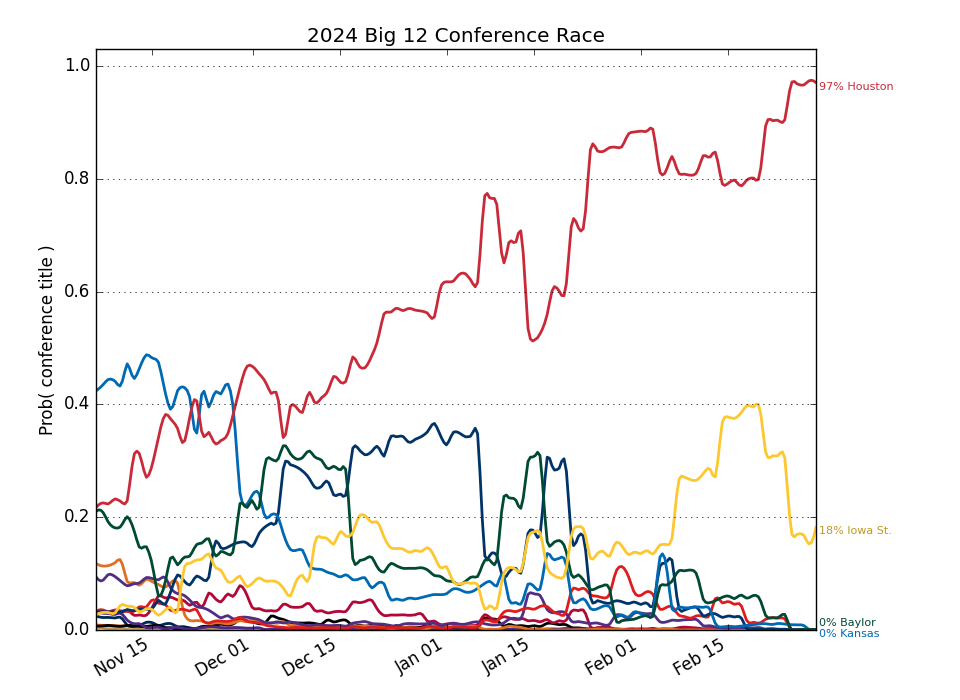 2024 Big 12 Conference Race
Prob( conference title )
1.0
0.8
0.6
0.4
0.2
0.0
Nov 15
Dec 01
Dec 15
Jan 01
Jan 15
Feb 01
Feb 15
97% Houston
18% Iowa St.
0% Baylor
0% Kansas